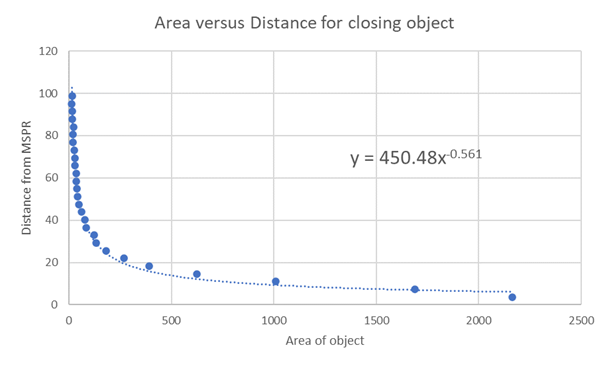 Area versus Distance for closing object
120
100
80
60
40
20
0
Distance from MSPR
y = 450.48x-0.561
0 500 1000 1500 2000 2500
Area of object